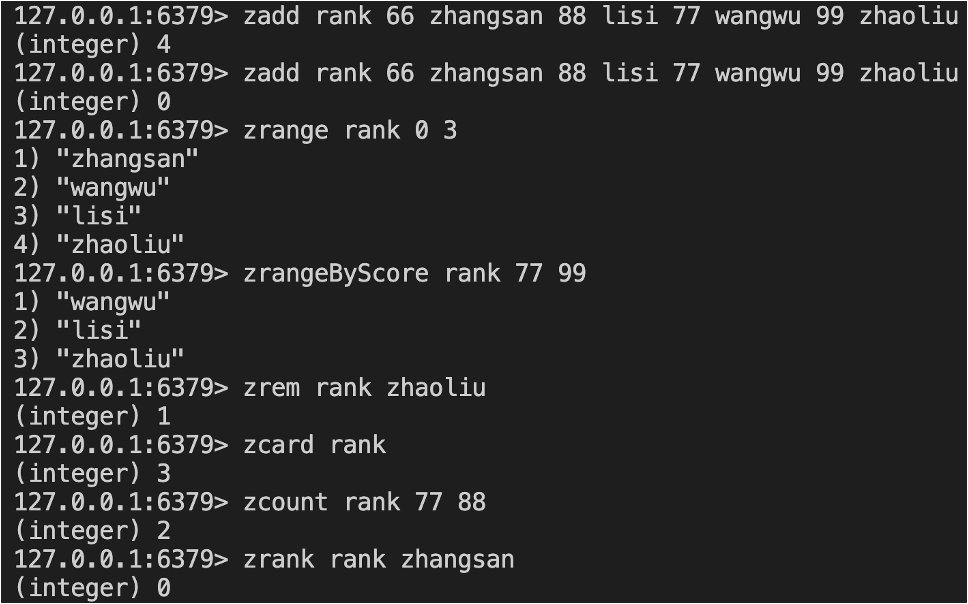 127.0.0.1:6379> zadd rank 66 zhangsan 88 lisi 77 wangwu 99 zhaoliu
(integer) 4
127.0.0.1:6379> zadd rank 66 zhangsan 88 lisi 77 wangwu 99 zhaoliu
(integer) 0
127.0.0.1:6379> zrange rank 0 3
1) "zhangsan"
2) "wangwu"
3) "lisi"
4) "zhaoliu"
127.0.0.1:6379> zrangeByScore rank 77 99
1) "wangwu"
2) "lisi"
3) "zhaoliu"
127.0.0.1:6379> zrem rank zhaoliu
(integer) 1
127.0.0.1:6379> zcard rank
(integer) 3
127.0.0.1:6379> zcount rank 77 88
(integer) 2
127.0.0.1:6379> zrank rank zhangsan
(integer) 0